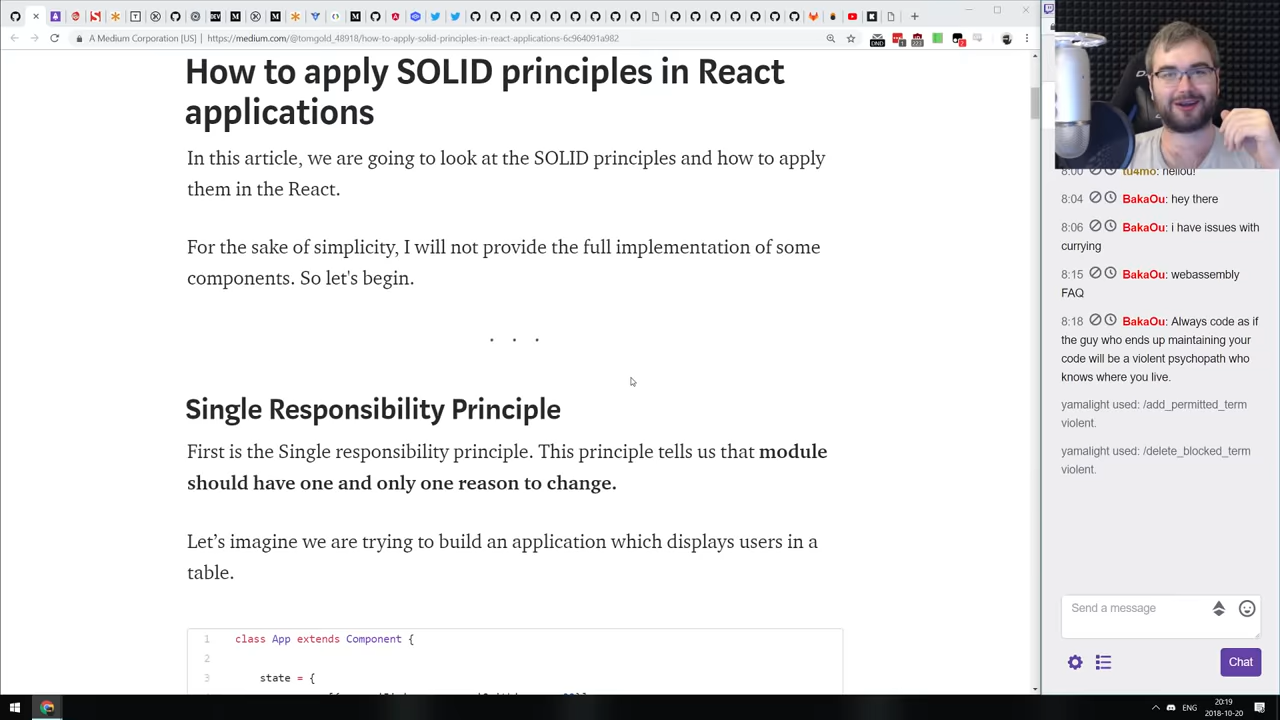 A Medium Corporation [US]
https://medium.com/@tomgold_48918/how-to-apply-solid-principles-in-react-applications-6c964091a982
How to apply SOLID principles in React
applications
In this article, we are going to look at the SOLID principles and how to apply
them in the React.
For the sake of simplicity, I will not provide the full implementation of some
components. So let's begin.
. . .
Single Responsibility Principle
First is the Single responsibility principle. This principle tells us that module
should have one and only one reason to change.
Let’s imagine we are trying to build an application which displays users in a
table.
1 class App extends Component {
2
3 state = {
8:00 tu4mo: hellou!
8:04 BakaOu: hey there
8:06 BakaOu: i have issues with
currying
8:15 BakaOu: webassembly
FAQ
8:18 BakaOu: Always code as if
the guy who ends up maintaining your
code will be a violent psychopath who
knows where you live.
yamalight used: /add_permitted_term
violent.
yamalight used: /delete_blocked_term
violent.
Send a message
Chat
ENG
20:19
2018-10-20